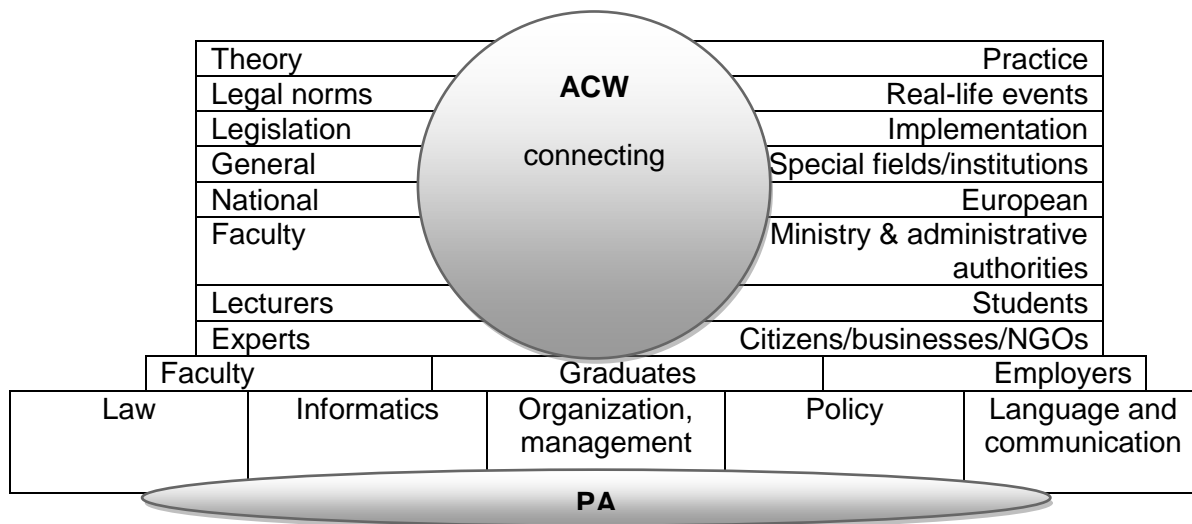 Theory ACW Practice
Legal norms Real-life events
Legislation connecting Implementation
General Special fields/institutions
National European
Faculty Ministry & administrative
authorities
Lecturers Students
Experts Citizens/businesses/NGOs
Faculty Graduates Employers
Law Informatics Organization, Policy Language and
management communication
PA